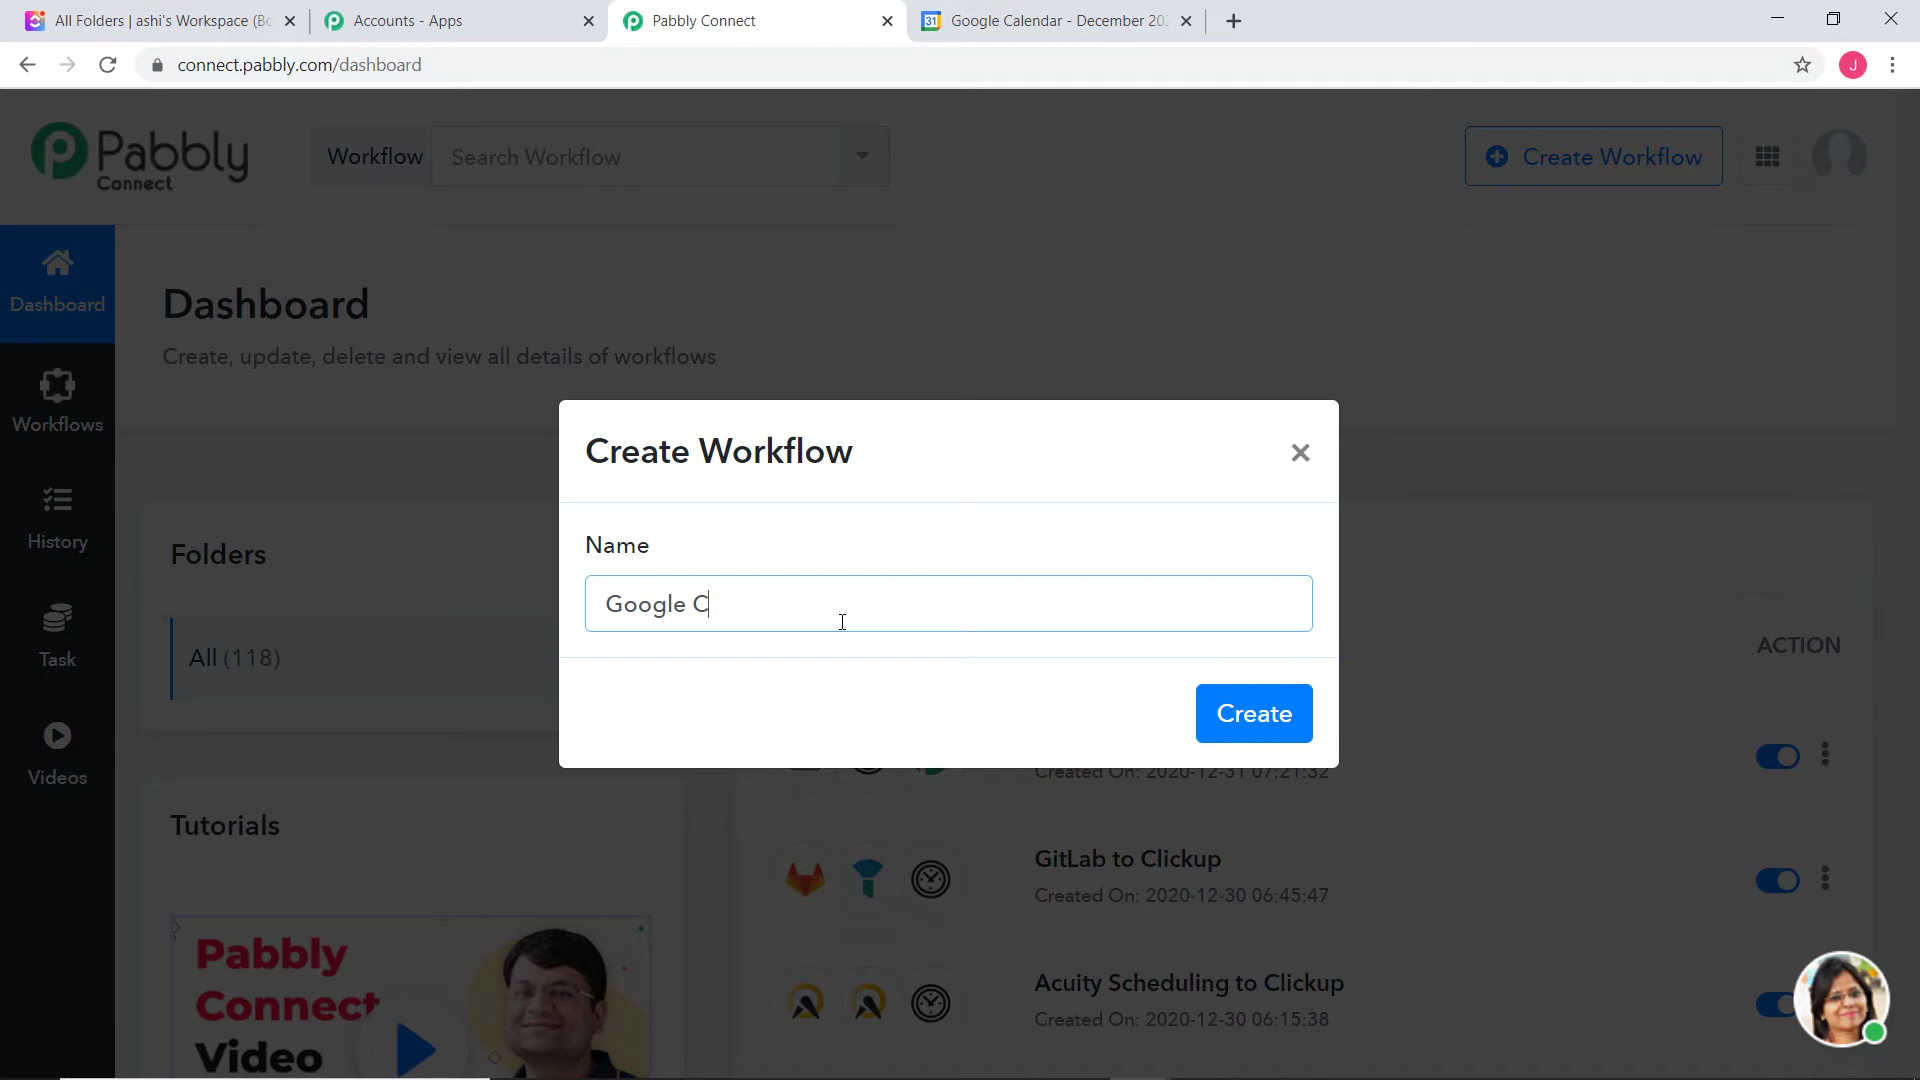 All Folders | ashi's Workspace (Bo
Accounts - Apps
Pabbly Connect
31
Google Calendar - December 202
connect.pabbly.com/dashboard
J
Pabbly
Connect
Workflow
Search Workflow
Create Workflow
Dashboard
Dashboard
Create, update, delete and view all details of workflows
Workflows
Create Workflow
Name
Google C
Create
History
Folders
All (118)
Task
ACTION
Videos
Created On: 2020-12-31 07:21:32
Tutorials
GitLab to Clickup
Created On: 2020-12-30 06:45:47
Pabbly
Connect
Video
Acuity Scheduling to Clickup
Created On: 2020-12-30 06:15:38